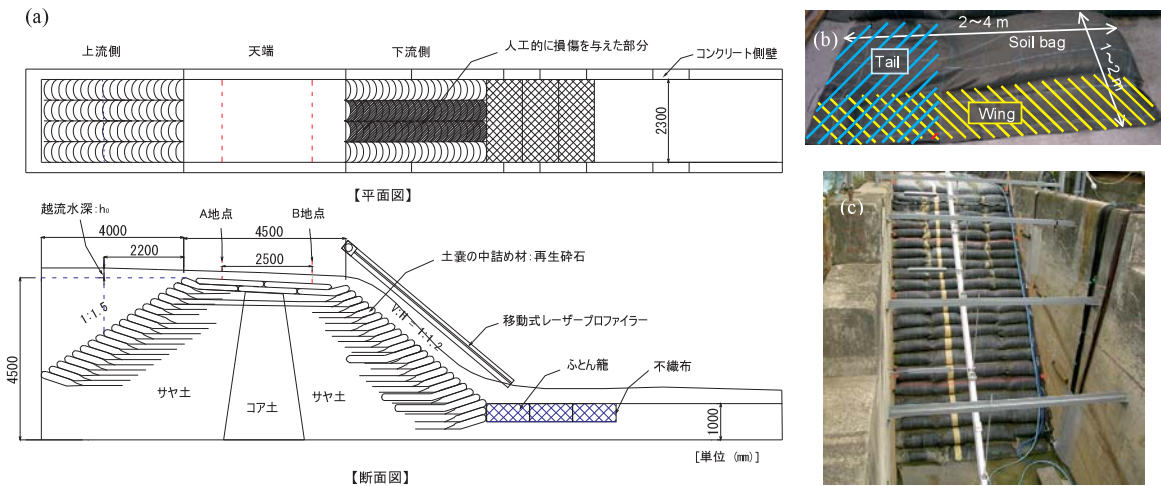 (a)
上流側
天端
下流側
人工的に損傷を与えた部分
コンクリート側壁
2300
【平面図】
越流水深:h₀
A地点
B地点
4000
4500
2200
2500
土嚢の中詰め材:再生砕石
1:1.5
V:H = 1:1.2
移動式レーザープロファイラー
4500
ふとん籠
不織布
サヤ土
コア土
サヤ土
1000
[単位 (mm)]
【断面図】
(b)
2~4 m
Soil bag
1~2 m
Tail
Wing
(c)